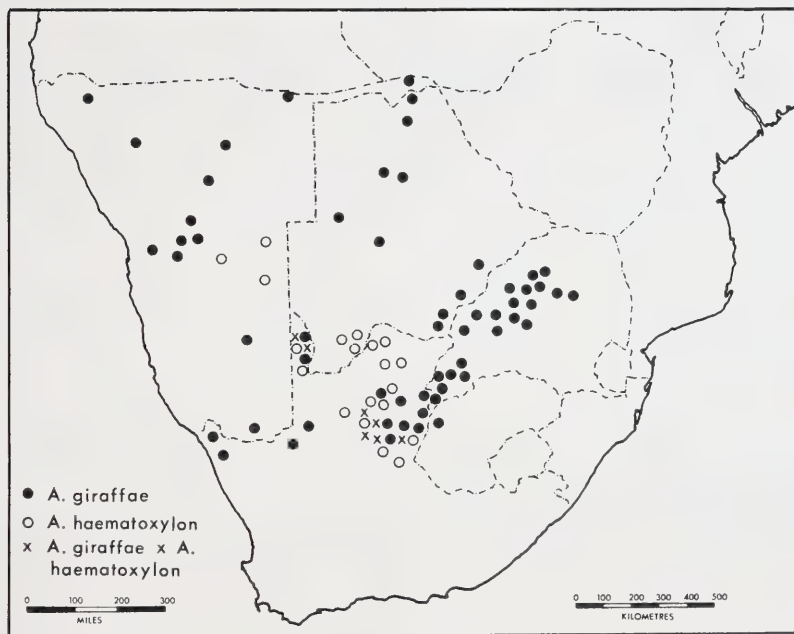 A. giraffae
A. haematoxylon
A. giraffae x A.
haematoxylon
0 100 200 300
MILES
0 100 200 300 400 500
KILOMETRES